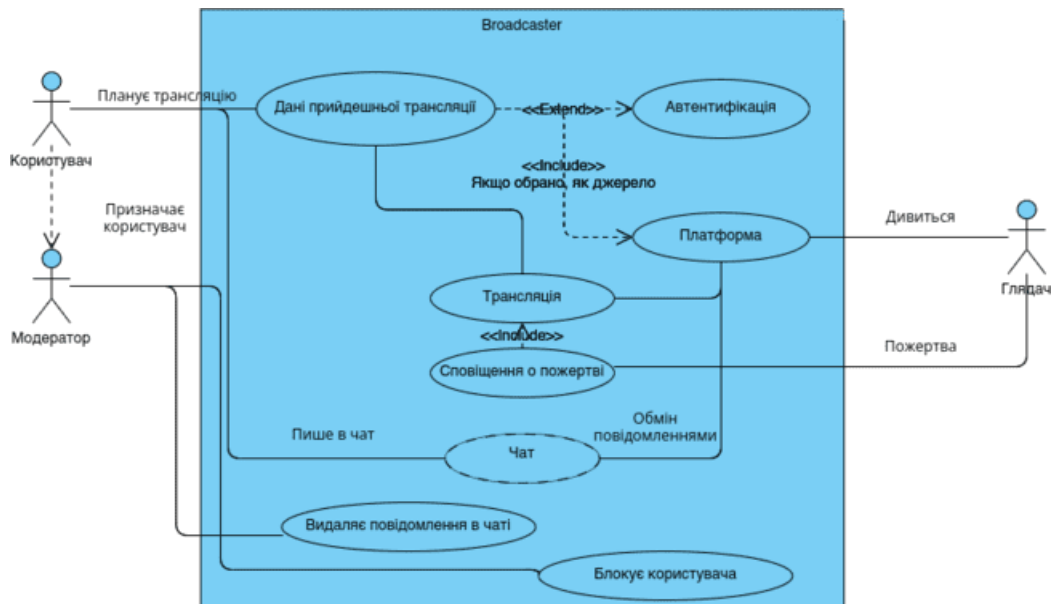 Broadcaster
Планує трансляцію
Дані прийдешньої трансляції
<<Extend>>
Автентифікація
Користувач
<<Include>>
Якщо обрано, як джерело
Призначає
користувач
Платформа
Дивиться
Глядач
Модератор
Трансляція
<<Include>>
Сповіщення о пожертві
Пожертва
Пише в чат
Чат
Обмін
повідомленнями
Видаляє повідомлення в чаті
Блокує користувача